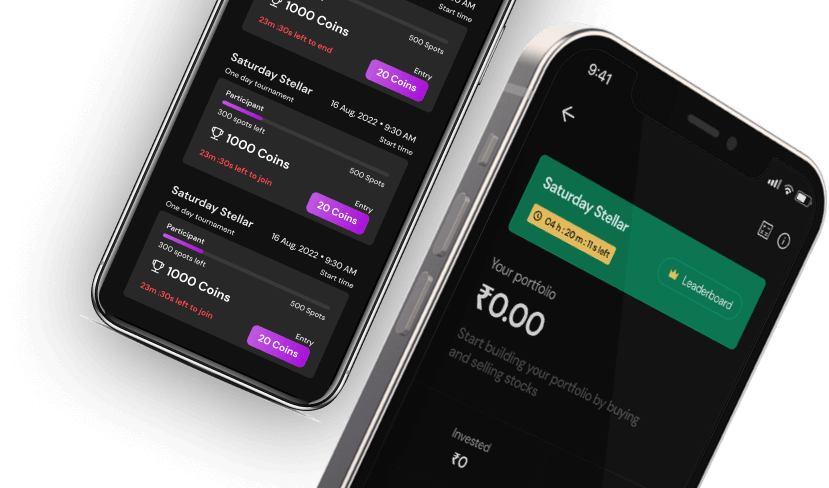 Start time
1000 Coins
500 Spots
23m :30s left to end
Entry
20 Coins
Saturday Stellar
One day tournament
16 Aug, 2022 • 9:30 AM
Start time
Participant
300 spots left
1000 Coins
500 Spots
23m :30s left to join
Entry
20 Coins
Saturday Stellar
One day tournament
16 Aug, 2022 • 9:30 AM
Start time
Participant
300 spots left
1000 Coins
500 Spots
23m :30s left to join
Entry
20 Coins
9:41
Saturday Stellar
04 h : 20 m : 11 s left
Leaderboard
Your portfolio
₹0.00
Start building your portfolio by buying
and selling stocks
Invested
₹0